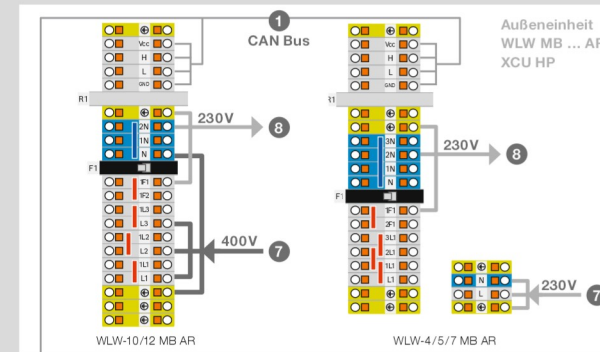 1
CAN Bus
Außeneinheit
WLW MB ... AR
XCU HP
Vcc
H
L
GND
R1
2N
1N
N
F1
1F1
1F2
1L3
L3
1L2
L2
1L1
L1
230V
8
400V
7
WLW-10/12 MB AR
Vcc
H
L
GND
R1
3N
2N
1N
N
F1
1F1
2F1
3L1
2L1
1L1
L1
230V
8
WLW-4/5/7 MB AR
N
L
230V
7